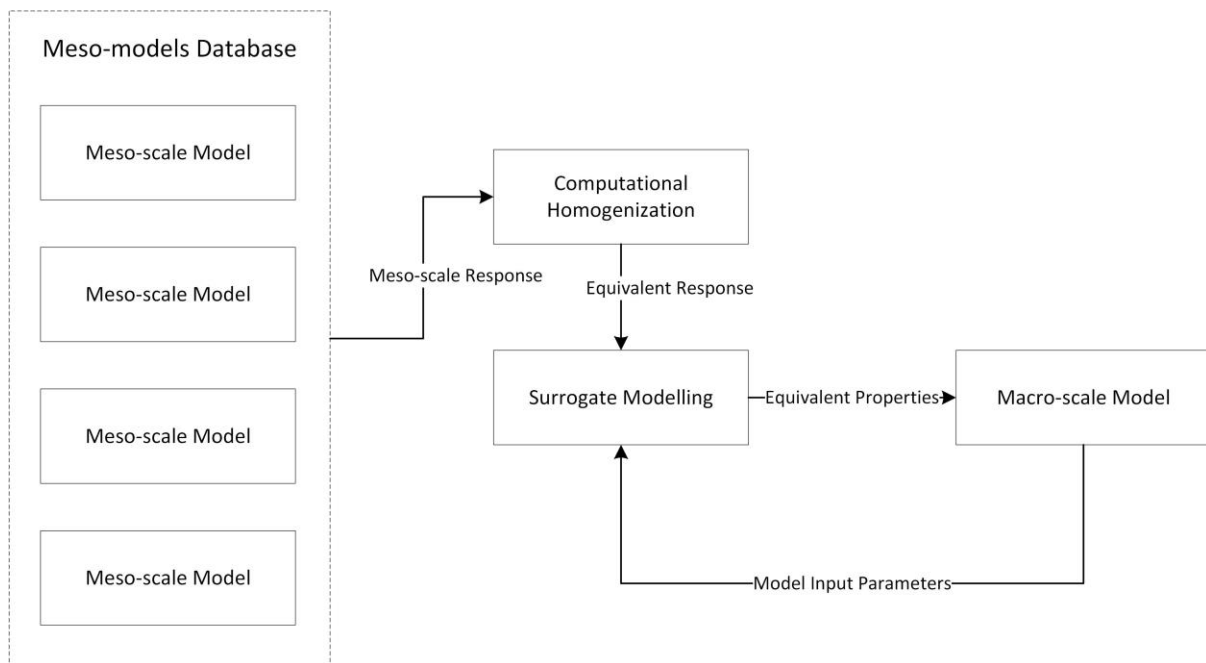 Meso-models Database
Meso-scale Model
Meso-scale Model
Meso-scale Model
Meso-scale Model
Meso-scale Response
Computational
Homogenization
Equivalent Response
Surrogate Modelling
Equivalent Properties
Macro-scale Model
Model Input Parameters